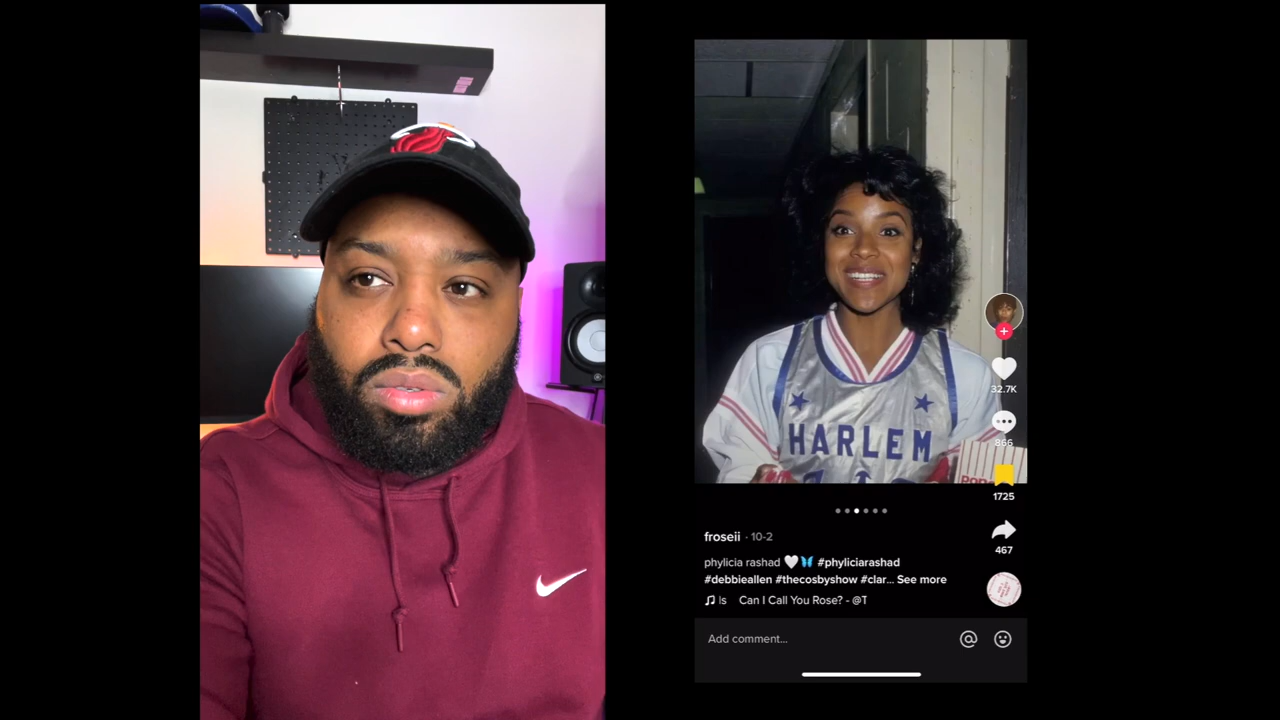 HARLEM
32.7K
866
1725
467
froseii · 10-2
phylicia rashad 🤍🦋 #phyliciarashad
#debbieallen #thecosbyshow #clar... See more
ls Can I Call You Rose? - @T
Add comment...